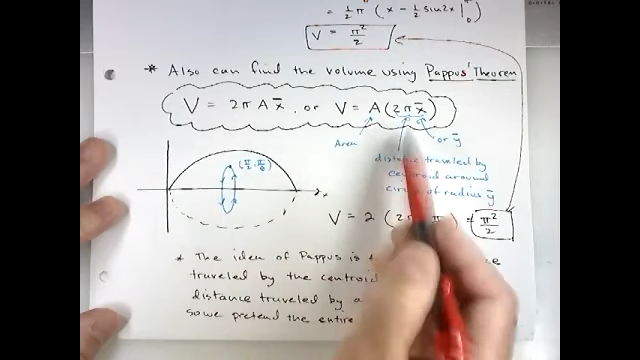 = ½π (x − ½ sin2x |₀
V = π²/2
* Also can find the volume using Pappus' Theorem
V = 2πAx̄, or V = A(2πx̄)
Area
or ȳ
distance traveled by
centroid around
of radius ȳ
(π/2, π/8)
V = 2 (2π = π²/2
* The idea of Pappus is
traveled by the centroid
distance traveled by a
so we pretend the entire